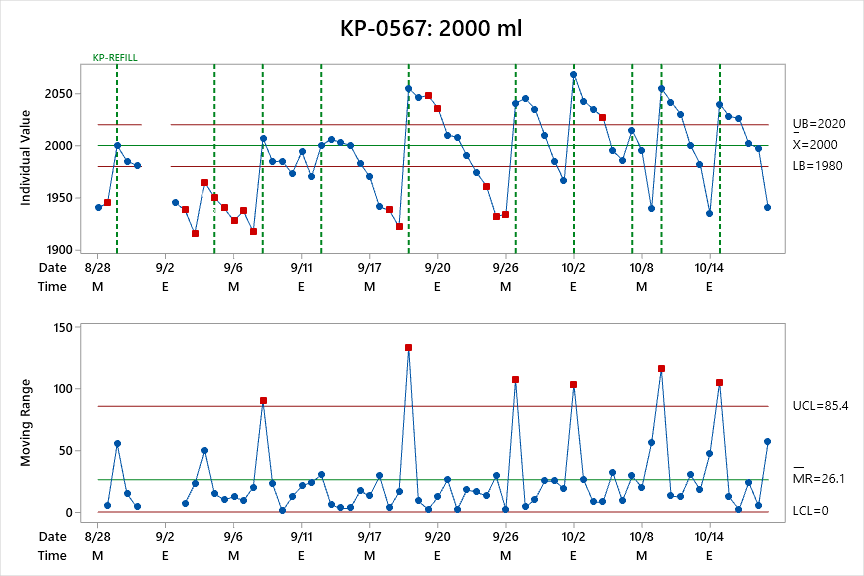 KP-0567: 2000 ml
KP-REFILL
Individual Value
2050
2000
1950
1900
UB=2020
X̄=2000
LB=1980
Date 8/28 9/2 9/6 9/11 9/17 9/20 9/26 10/2 10/8 10/14
Time M E M E M E M E M E
Moving Range
150
100
50
0
UCL=85.4
M̅R̅=26.1
LCL=0
Date 8/28 9/2 9/6 9/11 9/17 9/20 9/26 10/2 10/8 10/14
Time M E M E M E M E M E